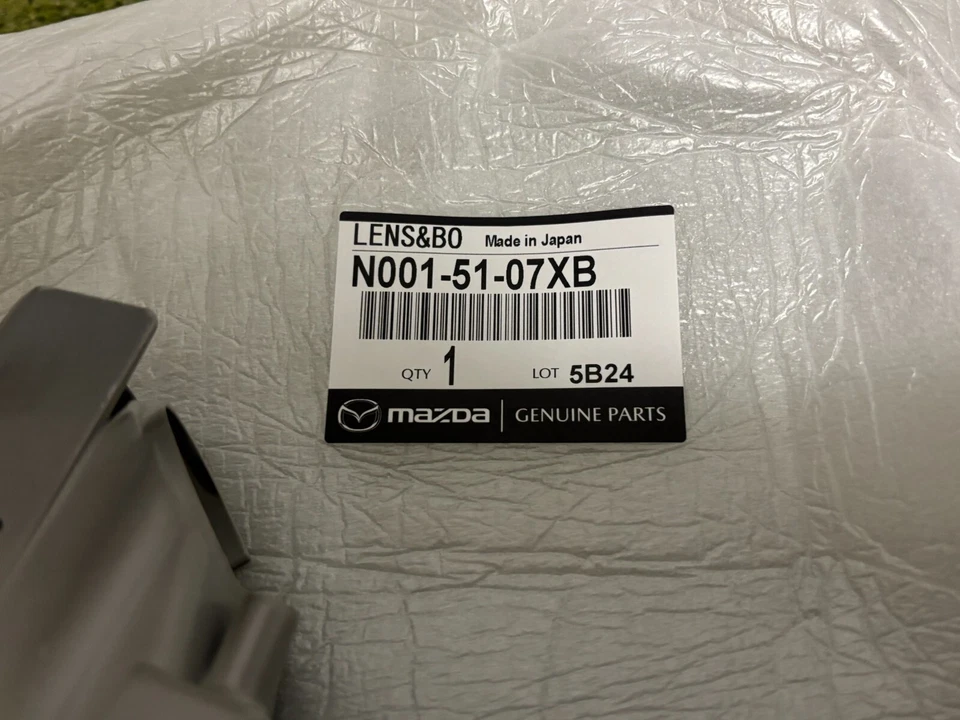 LENS&BO Made in Japan
N001-51-07XB
QTY 1 LOT 5B24
mazda GENUINE PARTS